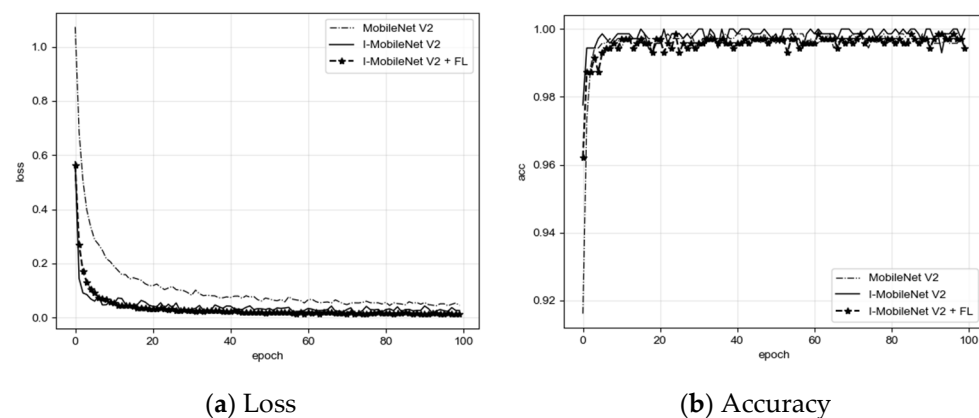 MobileNet V2
I-MobileNet V2
I-MobileNet V2 + FL
1.0
0.8
0.6
0.4
0.2
0.0
loss
0
20
40
60
80
100
epoch
(a) Loss
1.00
0.98
0.96
0.94
0.92
acc
MobileNet V2
I-MobileNet V2
I-MobileNet V2 + FL
0
20
40
60
80
100
epoch
(b) Accuracy